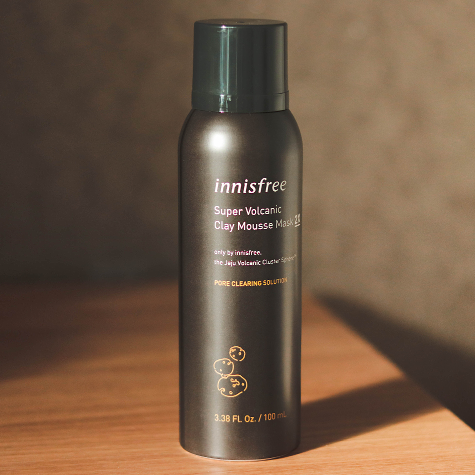 innisfree
Super Volcanic
Clay Mousse Mask 2X
only by innisfree,
the Jeju Volcanic Cluster Sphere™
PORE CLEARING SOLUTION
3.38 FL Oz. / 100 mL